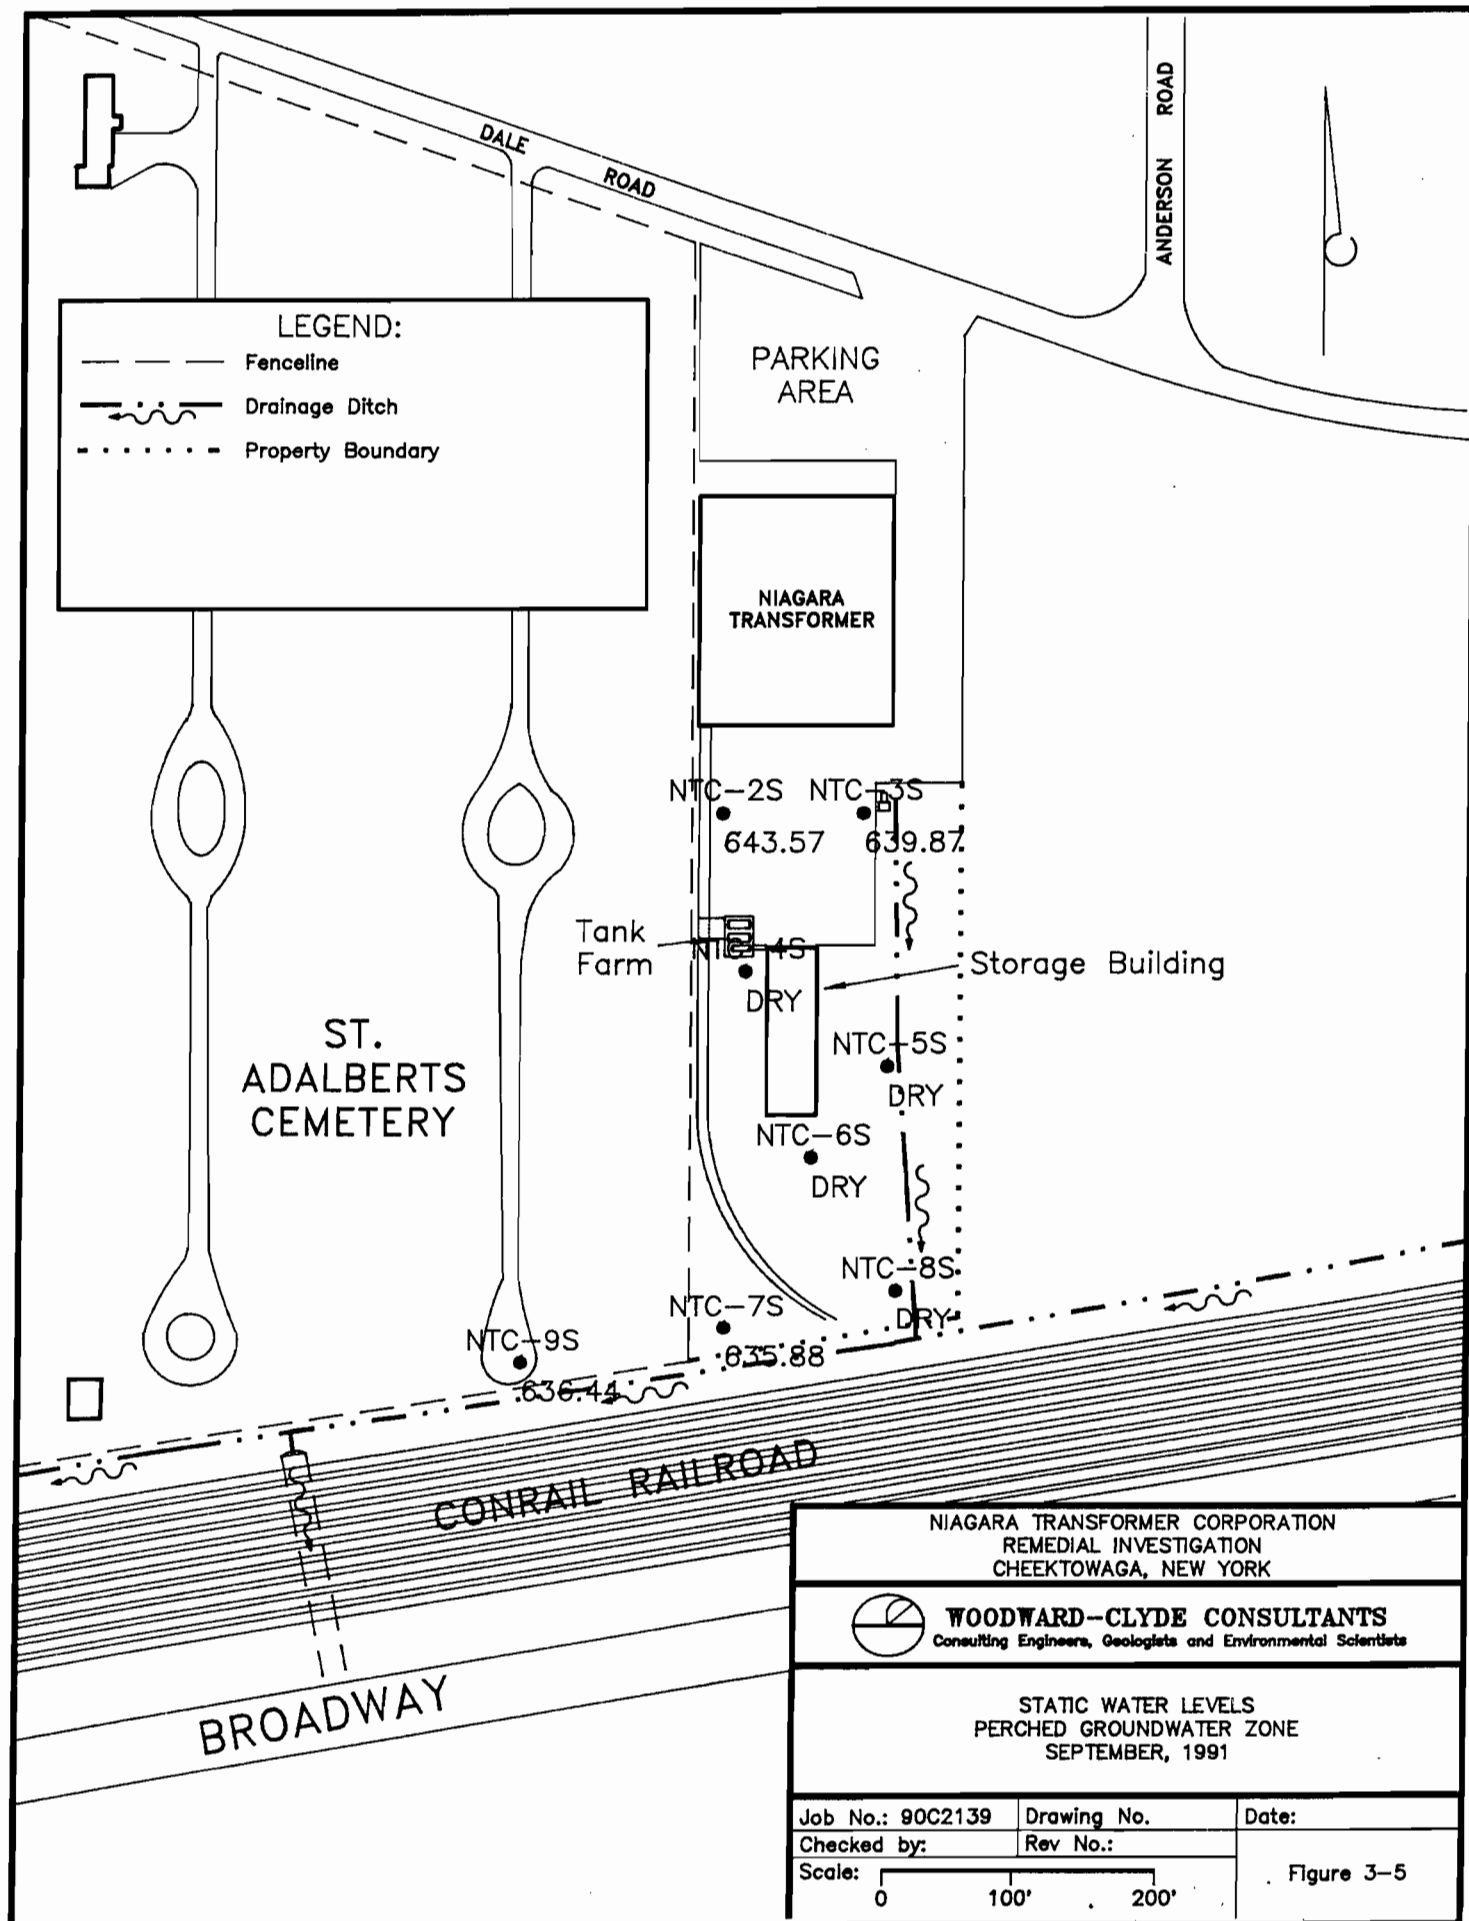 DALE
ROAD
ANDERSON ROAD
LEGEND:
Fenceline
Drainage Ditch
Property Boundary
PARKING
AREA
NIAGARA
TRANSFORMER
NTC-2S
643.57
NTC-3S
639.87
Tank
Farm
NTC-4S
DRY
Storage Building
ST.
ADALBERTS
CEMETERY
NTC-5S
DRY
NTC-6S
DRY
NTC-8S
DRY
NTC-7S
635.88
NTC-9S
636.44
CONRAIL RAILROAD
BROADWAY
NIAGARA TRANSFORMER CORPORATION
REMEDIAL INVESTIGATION
CHEEKTOWAGA, NEW YORK
WOODWARD-CLYDE CONSULTANTS
Consulting Engineers, Geologists and Environmental Scientists
STATIC WATER LEVELS
PERCHED GROUNDWATER ZONE
SEPTEMBER, 1991
Job No.: 90C2139 Drawing No. Date:
Checked by: Rev No.:
Scale: 0 100' 200'
Figure 3-5